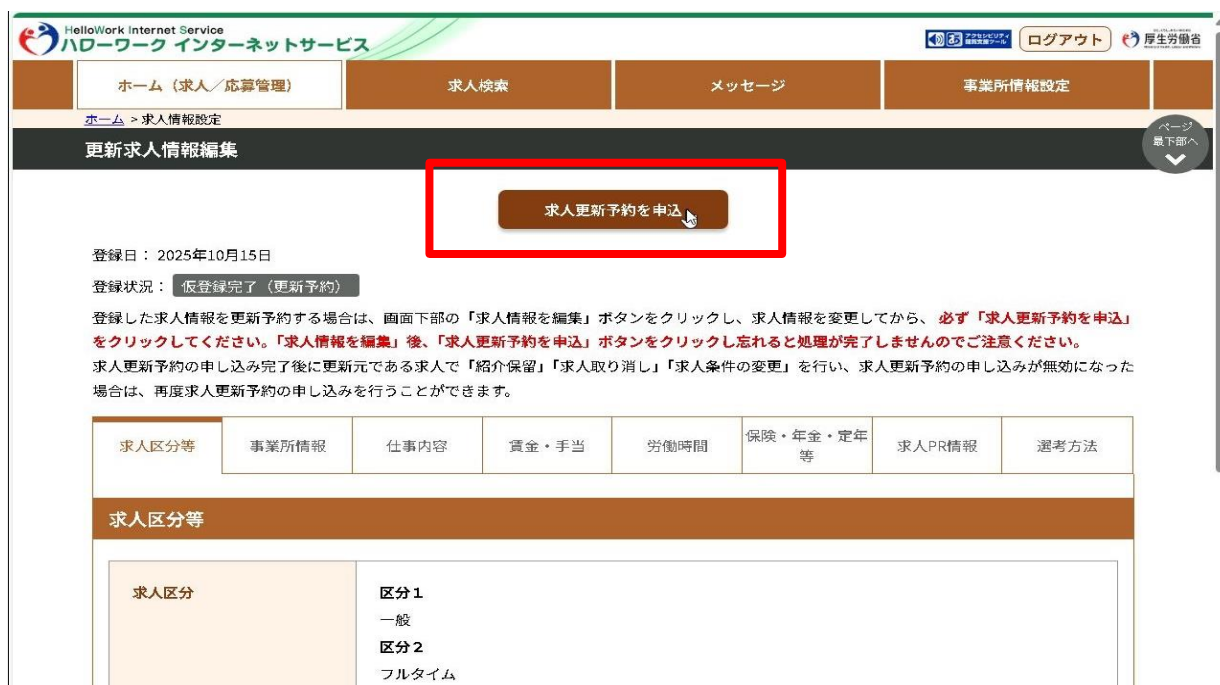 HelloWork Internet Service
ハローワーク インターネットサービス
アクセシビリティ
閲覧支援ツール
ログアウト
厚生労働省
ホーム（求人／応募管理）
求人検索
メッセージ
事業所情報設定
ホーム > 求人情報設定
ページ
最下部へ
更新求人情報編集
求人更新予約を申込
登録日： 2025年10月15日
登録状況： 仮登録完了（更新予約）
登録した求人情報を更新予約する場合は、画面下部の「求人情報を編集」ボタンをクリックし、求人情報を変更してから、必ず「求人更新予約を申込」
をクリックしてください。「求人情報を編集」後、「求人更新予約を申込」ボタンをクリックし忘れると処理が完了しませんのでご注意ください。
求人更新予約の申し込み完了後に更新元である求人で「紹介保留」「求人取り消し」「求人条件の変更」を行い、求人更新予約の申し込みが無効になった
場合は、再度求人更新予約の申し込みを行うことができます。
求人区分等
事業所情報
仕事内容
賃金・手当
労働時間
保険・年金・定年
等
求人PR情報
選考方法
求人区分等
求人区分
区分１
一般
区分２
フルタイム